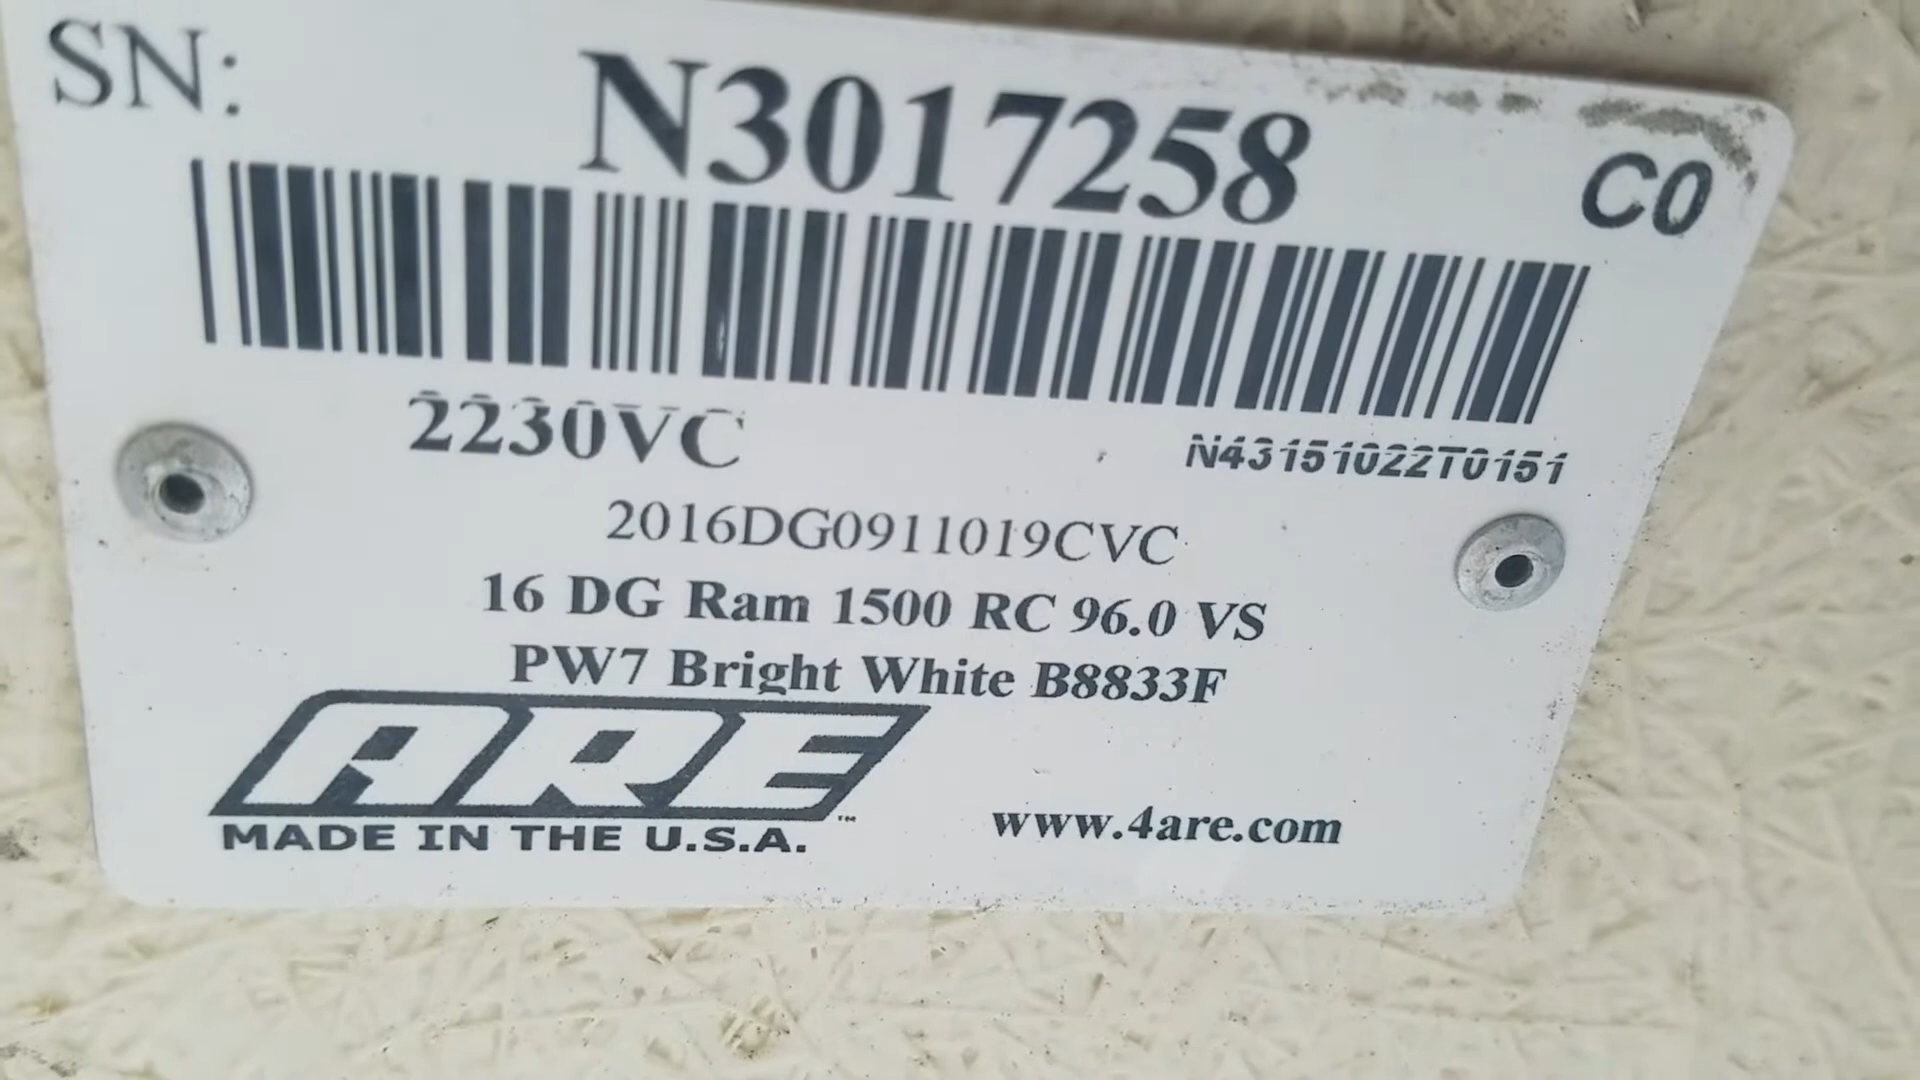 SN: N3017258 C0
2230VC N43151022T0151
2016DG0911019CVC
16 DG Ram 1500 RC 96.0 VS
PW7 Bright White B8833F
ARE™
MADE IN THE U.S.A. www.4are.com